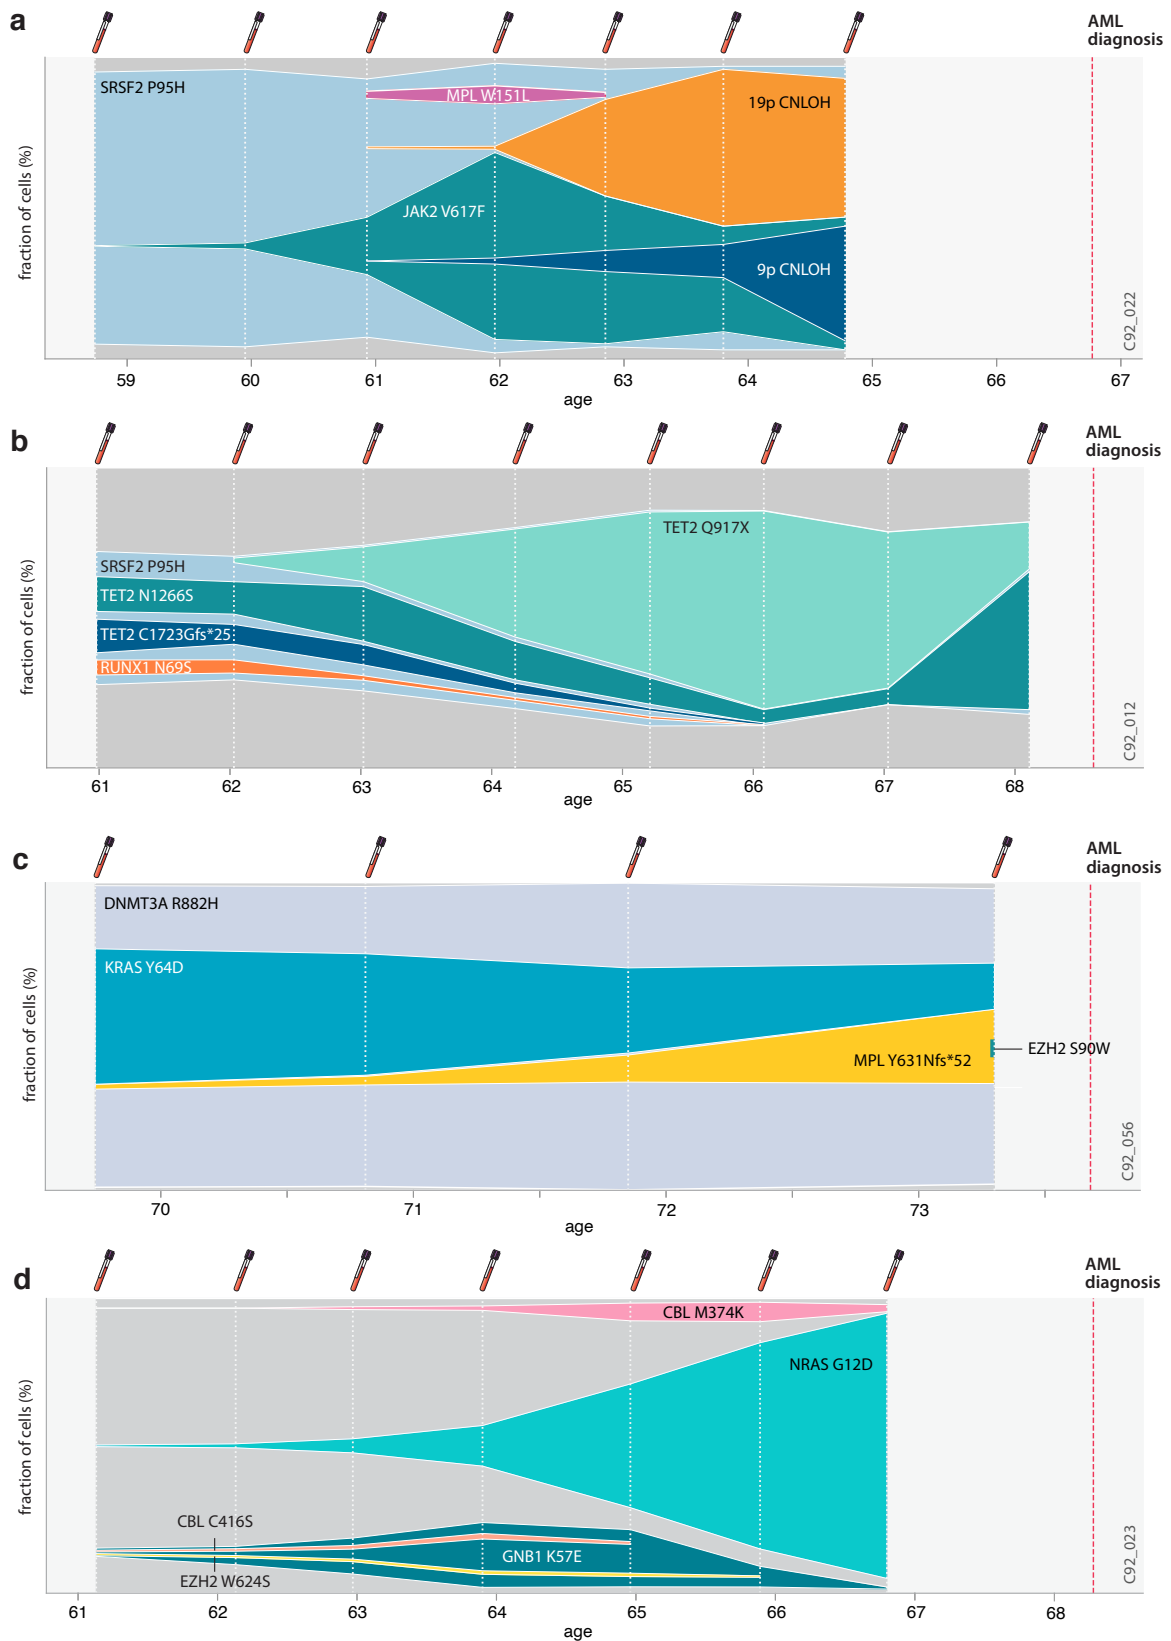 a
AML
diagnosis
SRSF2 P95H
MPL W151L
19p CNLOH
JAK2 V617F
9p CNLOH
fraction of cells (%)
C92_022
59 60 61 62 63 64 65 66 67
age
b
AML
diagnosis
TET2 Q917X
SRSF2 P95H
TET2 N1266S
TET2 C1723Gfs*25
RUNX1 N69S
fraction of cells (%)
C92_012
61 62 63 64 65 66 67 68
age
c
AML
diagnosis
DNMT3A R882H
KRAS Y64D
EZH2 S90W
MPL Y631Nfs*52
fraction of cells (%)
C92_056
70 71 72 73
age
d
AML
diagnosis
CBL M374K
NRAS G12D
CBL C416S
GNB1 K57E
EZH2 W624S
fraction of cells (%)
C92_023
61 62 63 64 65 66 67 68
age